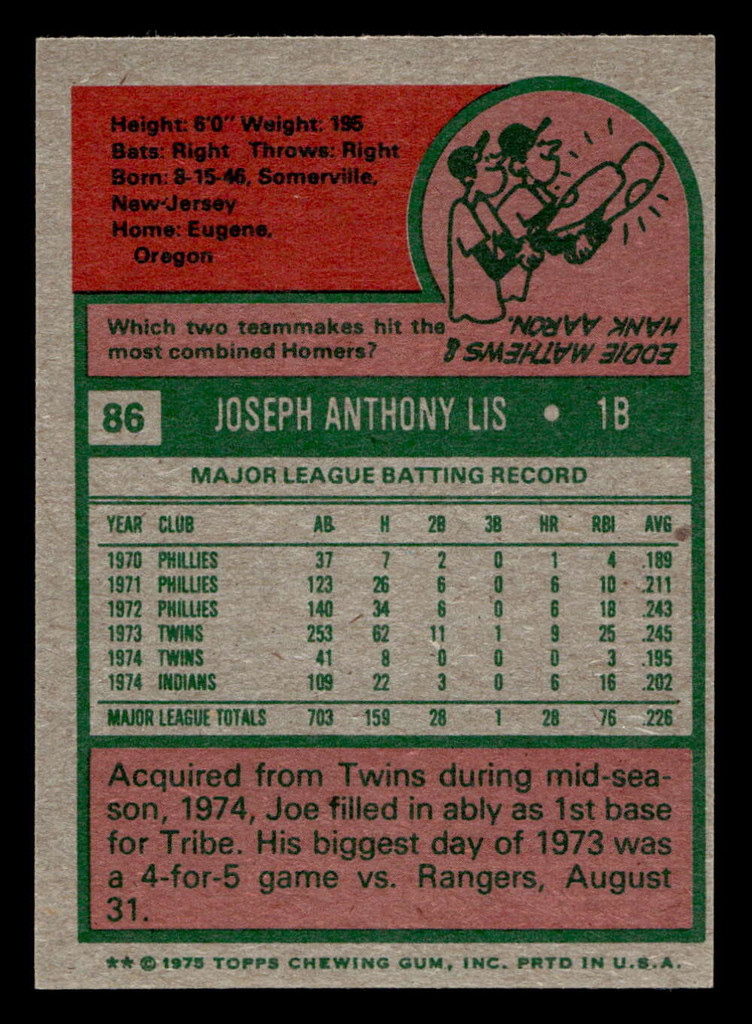 Height: 6'0" Weight: 195
Bats: Right Throws: Right
Born: 8-15-46, Somerville,
New Jersey
Home: Eugene,
Oregon
Which two teammakes hit the
most combined Homers?
EDDIE MATHEWS &
HANK AARON.
86 JOSEPH ANTHONY LIS • 1B
MAJOR LEAGUE BATTING RECORD
YEAR CLUB AB H 2B 3B HR RBI AVG
1970 PHILLIES 37 7 2 0 1 4 .189
1971 PHILLIES 123 26 6 0 6 10 .211
1972 PHILLIES 140 34 6 0 6 18 .243
1973 TWINS 253 62 11 1 9 25 .245
1974 TWINS 41 8 0 0 0 3 .195
1974 INDIANS 109 22 3 0 6 16 .202
MAJOR LEAGUE TOTALS 703 159 28 1 28 76 .226
Acquired from Twins during mid-sea-
son, 1974, Joe filled in ably as 1st base
for Tribe. His biggest day of 1973 was
a 4-for-5 game vs. Rangers, August
31.
** © 1975 TOPPS CHEWING GUM, INC. PRTD IN U.S.A.